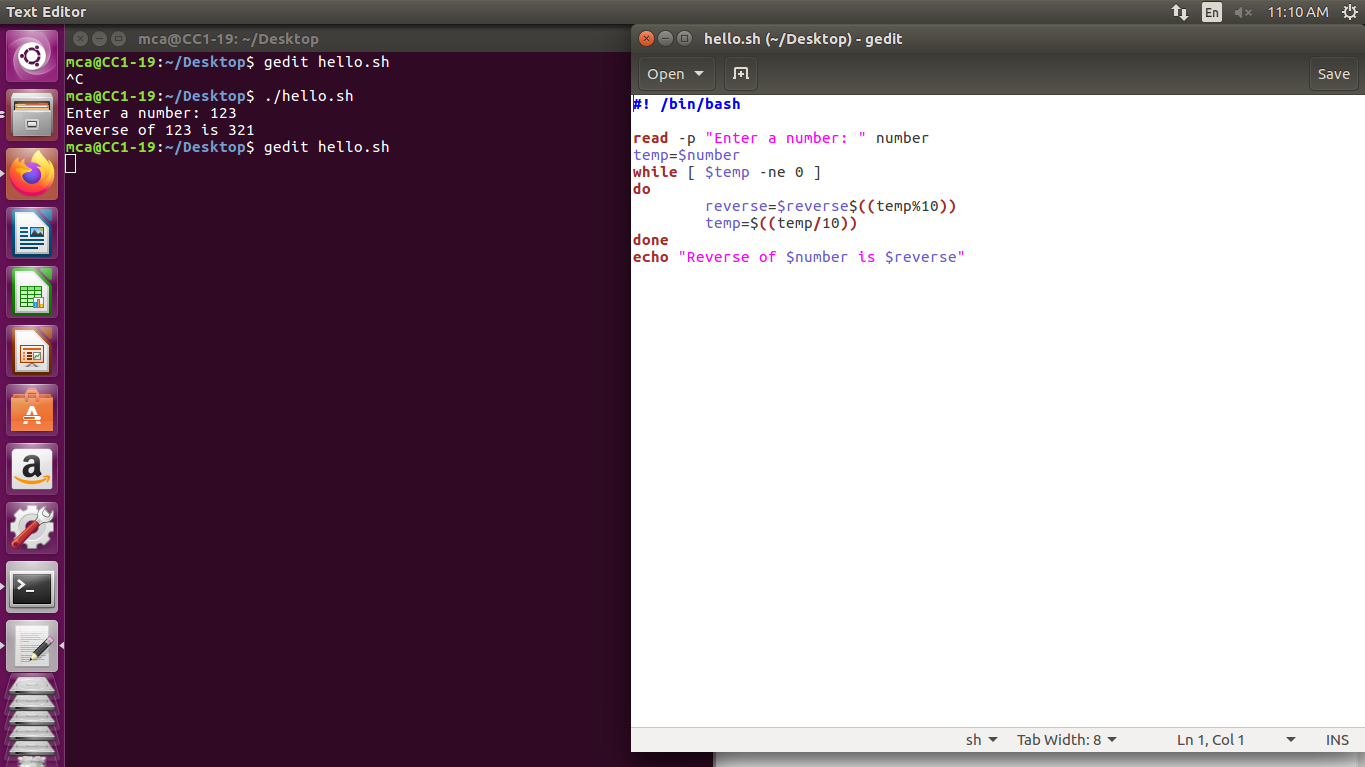 Text Editor
En
11:10 AM
mca@CC1-19: ~/Desktop
mca@CC1-19:~/Desktop$ gedit hello.sh
^C
mca@CC1-19:~/Desktop$ ./hello.sh
Enter a number: 123
Reverse of 123 is 321
mca@CC1-19:~/Desktop$ gedit hello.sh
hello.sh (~/Desktop) - gedit
Open
Save
#! /bin/bash
read -p "Enter a number: " number
temp=$number
while [ $temp -ne 0 ]
do
reverse=$reverse$((temp%10))
temp=$((temp/10))
done
echo "Reverse of $number is $reverse"
sh
Tab Width: 8
Ln 1, Col 1
INS